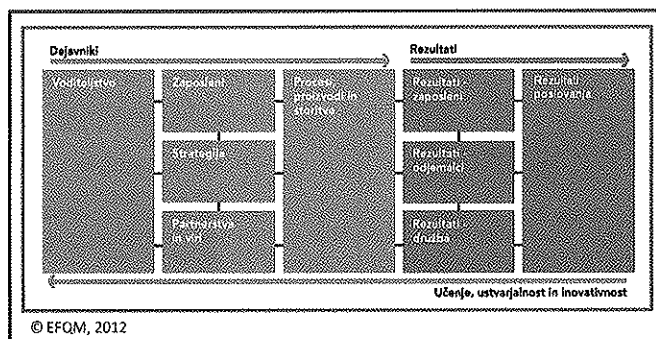 Dejavniki
Rezultati
Voditeljstvo
Zaposleni
Procesi,
proizvodi in
storitve
Rezultati
zaposleni
Rezultati
poslovanja
Strategija
Rezultati
odjemalci
Partnerstva
in viri
Rezultati
družba
Učenje, ustvarjalnost in inovativnost
© EFQM, 2012